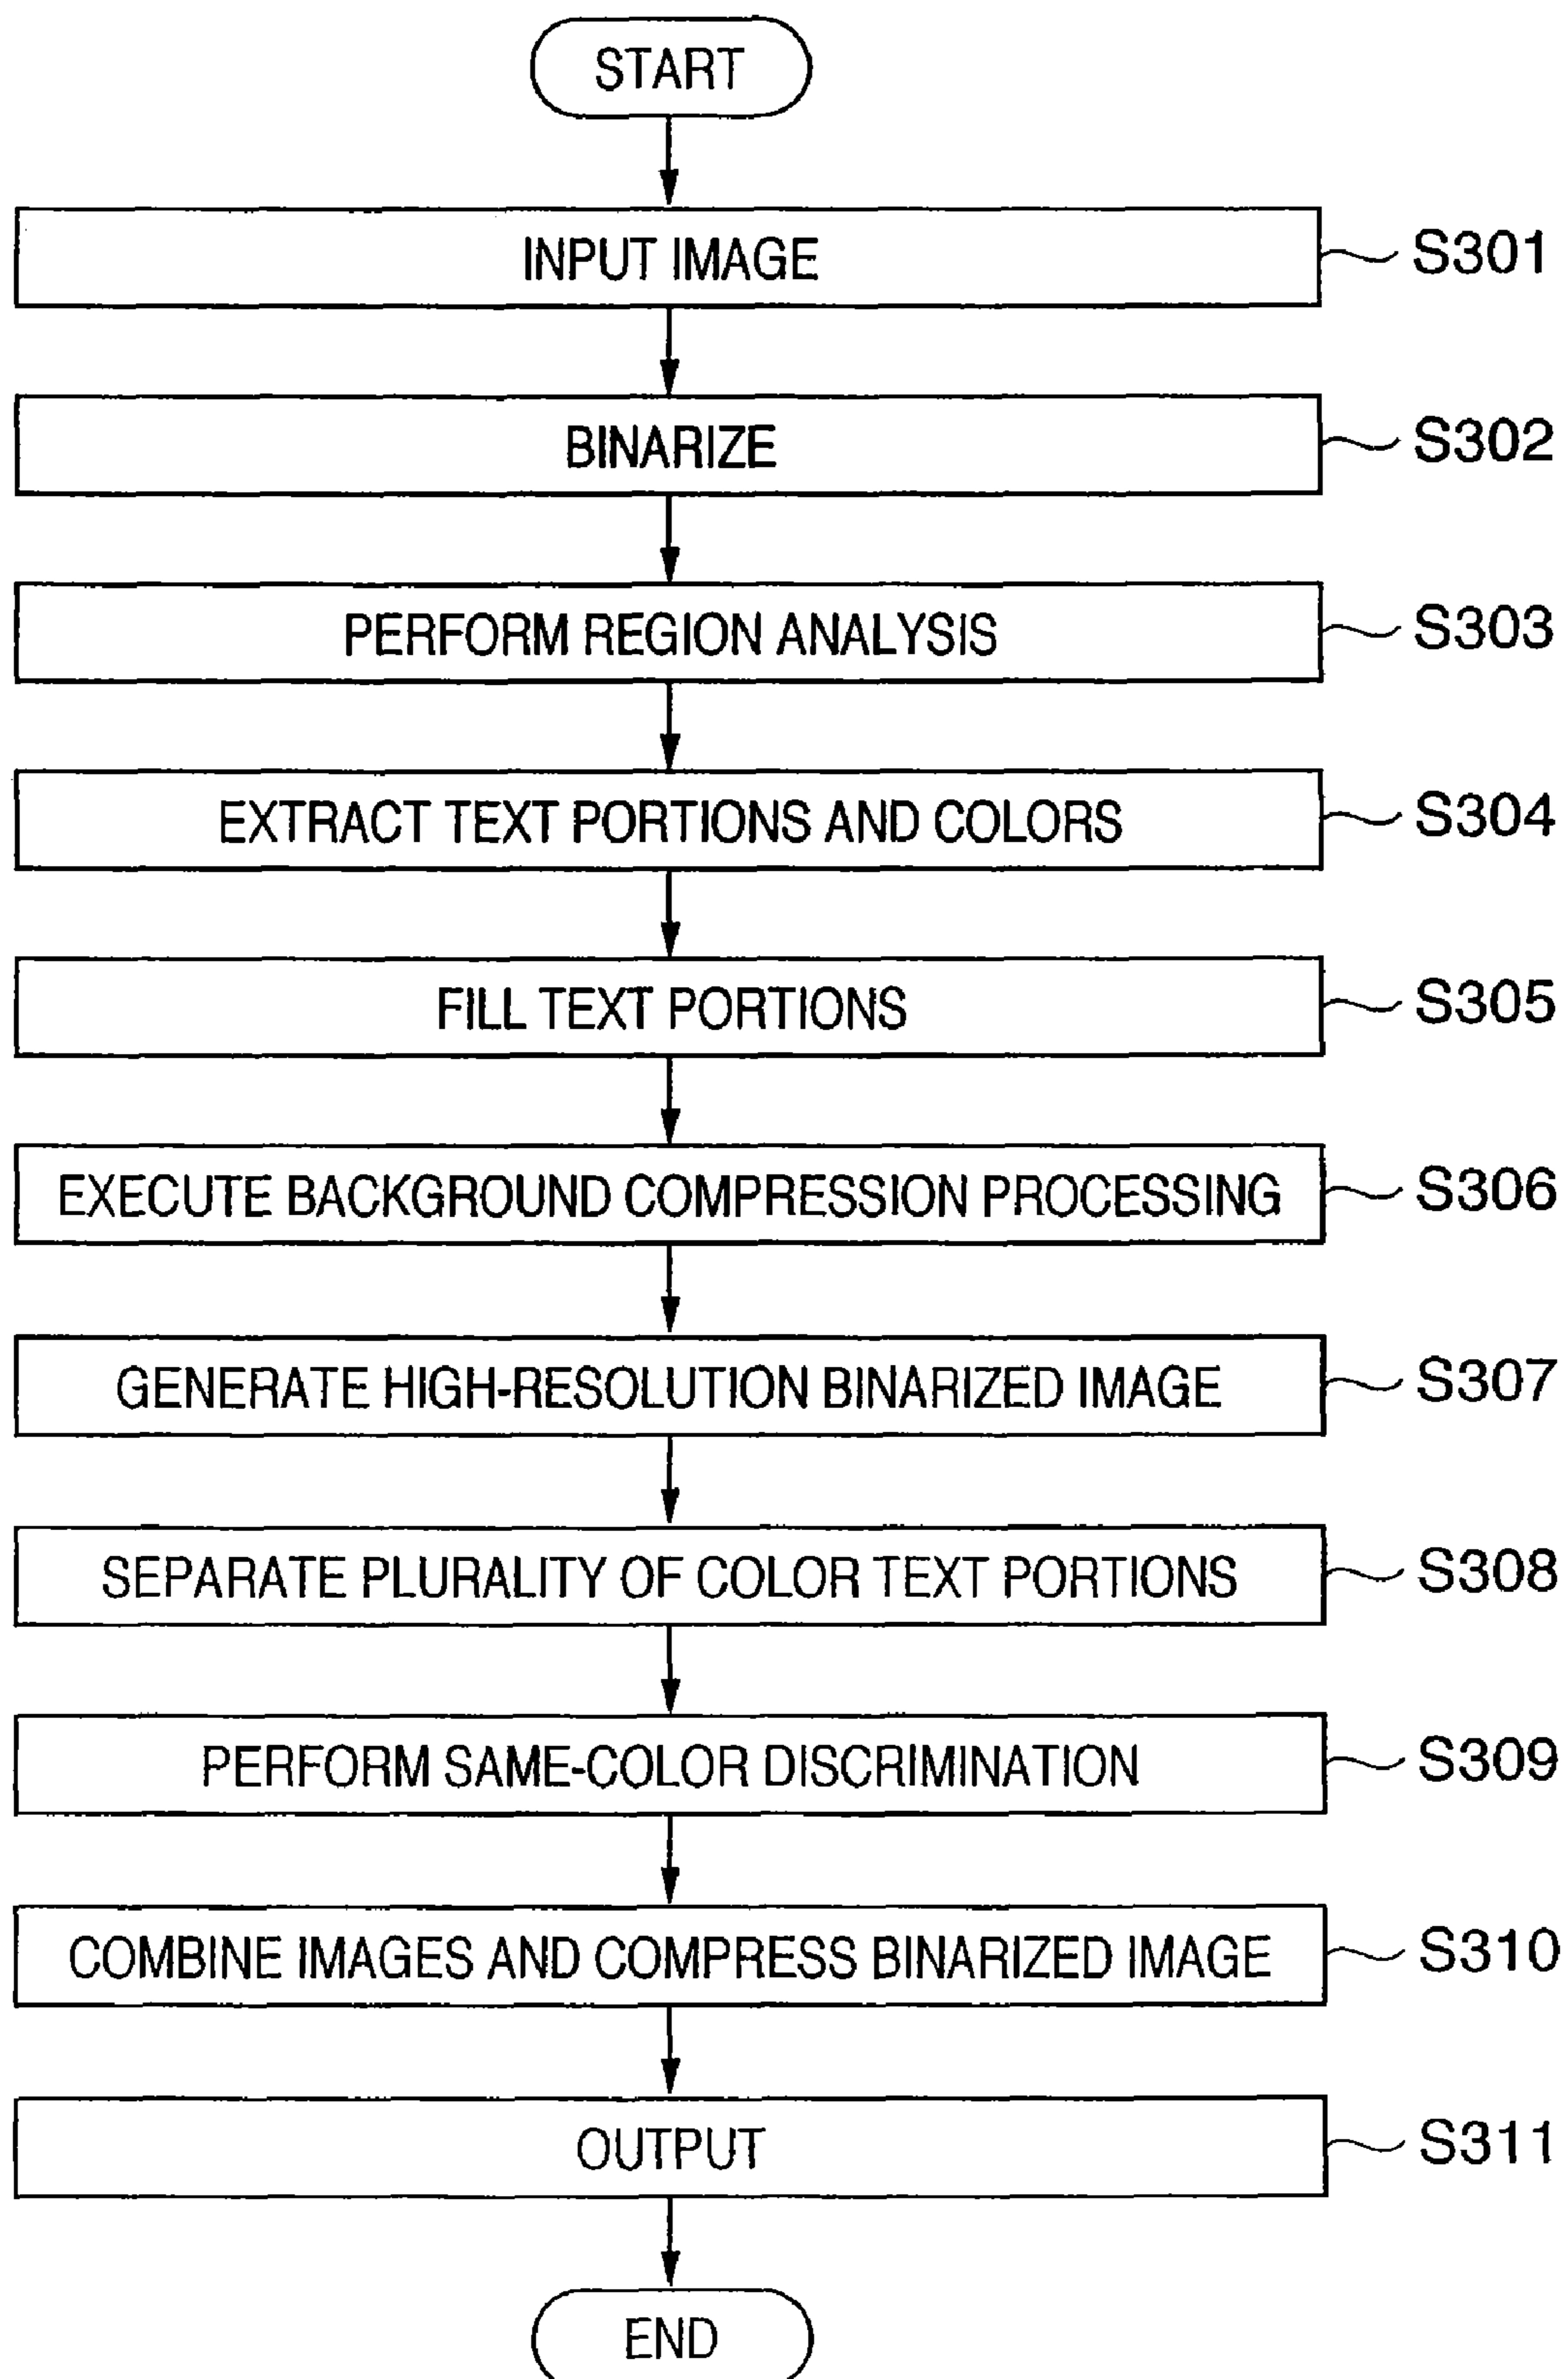 START
INPUT IMAGE S301
BINARIZE S302
PERFORM REGION ANALYSIS S303
EXTRACT TEXT PORTIONS AND COLORS S304
FILL TEXT PORTIONS S305
EXECUTE BACKGROUND COMPRESSION PROCESSING S306
GENERATE HIGH-RESOLUTION BINARIZED IMAGE S307
SEPARATE PLURALITY OF COLOR TEXT PORTIONS S308
PERFORM SAME-COLOR DISCRIMINATION S309
COMBINE IMAGES AND COMPRESS BINARIZED IMAGE S310
OUTPUT S311
END